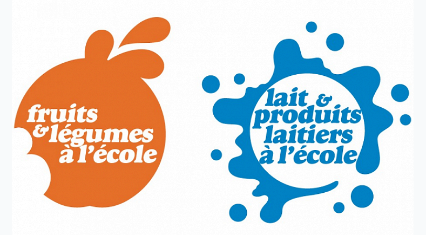 fruits
& légumes
à l'école
lait &
produits
laitiers
à l'école